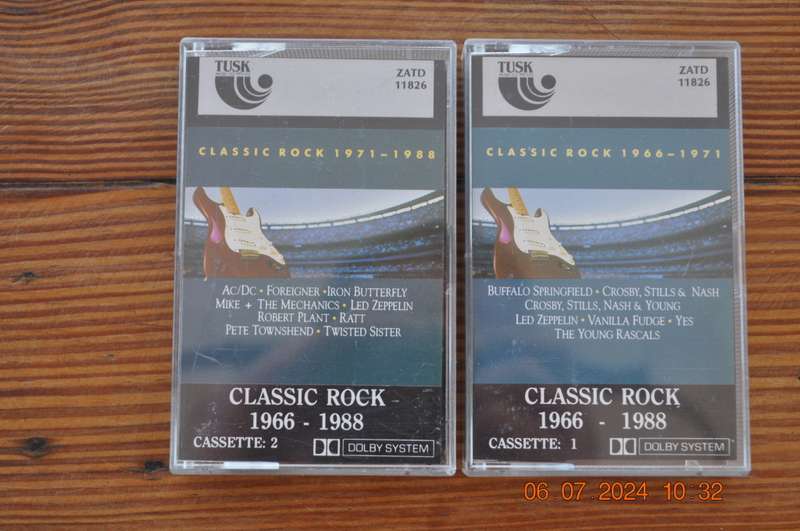 TUSK
ZATD
11826
CLASSIC ROCK 1971-1988
AC/DC • FOREIGNER • IRON BUTTERFLY
MIKE + THE MECHANICS • LED ZEPPELIN
ROBERT PLANT • RATT
PETE TOWNSHEND • TWISTED SISTER
CLASSIC ROCK
1966 - 1988
CASSETTE: 2
DOLBY SYSTEM
TUSK
ZATD
11826
CLASSIC ROCK 1966-1971
BUFFALO SPRINGFIELD • CROSBY, STILLS & NASH
CROSBY, STILLS, NASH & YOUNG
LED ZEPPELIN • VANILLA FUDGE • YES
THE YOUNG RASCALS
CLASSIC ROCK
1966 - 1988
CASSETTE: 1
DOLBY SYSTEM
06.07.2024 10:32